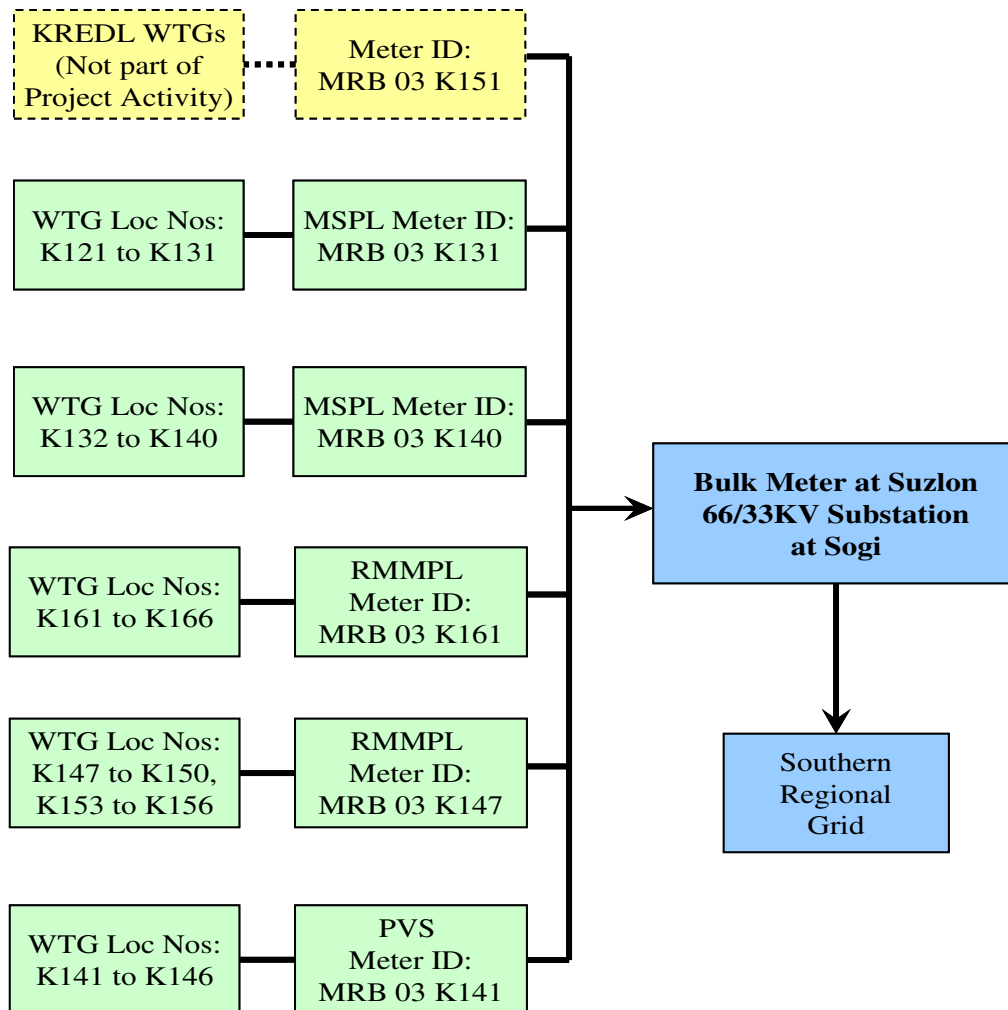 KREDL WTGs
(Not part of
Project Activity)
Meter ID:
MRB 03 K151
WTG Loc Nos:
K121 to K131
MSPL Meter ID:
MRB 03 K131
WTG Loc Nos:
K132 to K140
MSPL Meter ID:
MRB 03 K140
Bulk Meter at Suzlon
66/33KV Substation
at Sogi
WTG Loc Nos:
K161 to K166
RMMPL
Meter ID:
MRB 03 K161
WTG Loc Nos:
K147 to K150,
K153 to K156
RMMPL
Meter ID:
MRB 03 K147
Southern
Regional
Grid
WTG Loc Nos:
K141 to K146
PVS
Meter ID:
MRB 03 K141